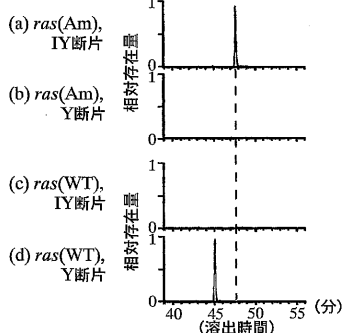 (a) ras(Am),
IY断片
相対存在量
1
0
(b) ras(Am),
Y断片
1
0
(c) ras(WT),
IY断片
相対存在量
1
0
(d) ras(WT),
Y断片
1
0
40 45 50 55 (分)
(溶出時間)